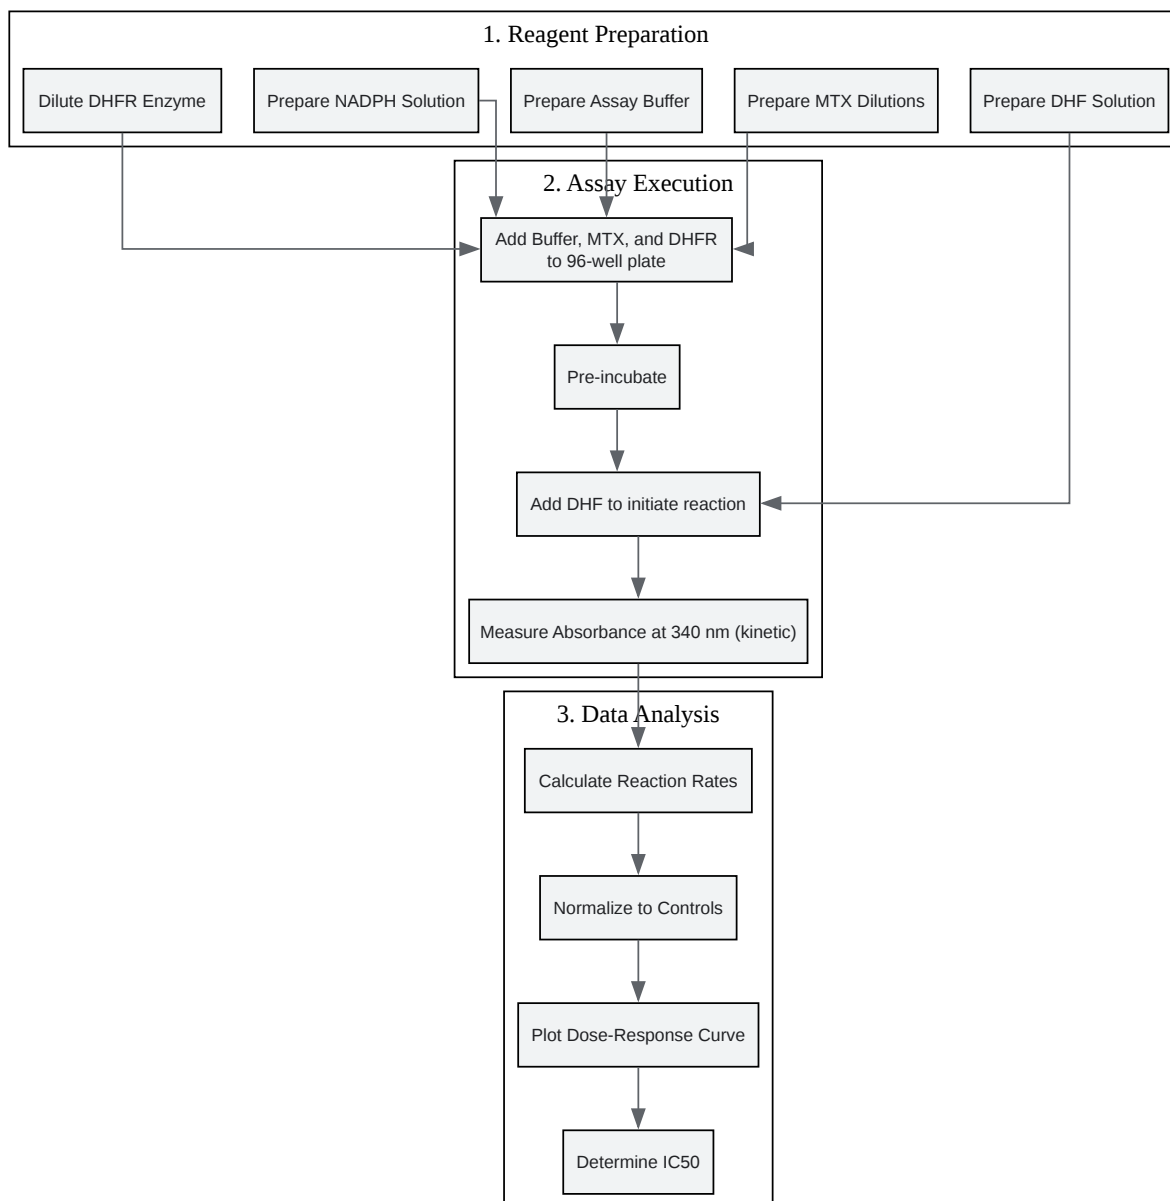 1. Reagent Preparation
Dilute DHFR Enzyme
Prepare NADPH Solution
Prepare Assay Buffer
Prepare MTX Dilutions
Prepare DHF Solution
2. Assay Execution
Add Buffer, MTX, and DHFR
to 96-well plate
Pre-incubate
Add DHF to initiate reaction
Measure Absorbance at 340 nm (kinetic)
3. Data Analysis
Calculate Reaction Rates
Normalize to Controls
Plot Dose-Response Curve
Determine IC50